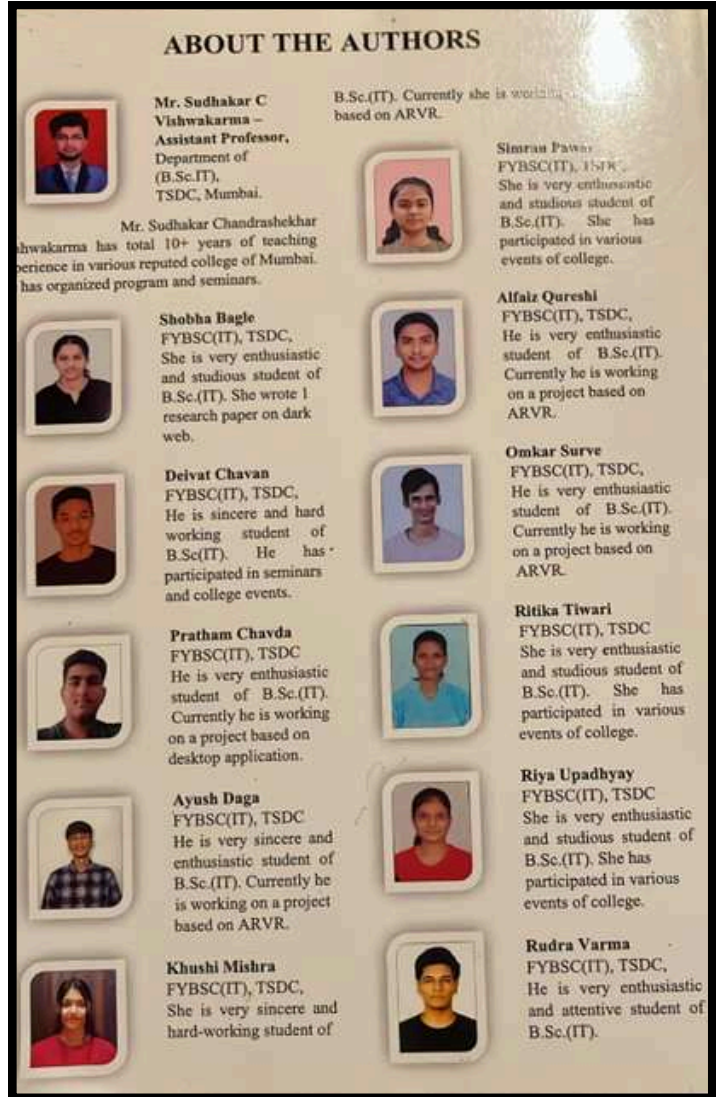 ABOUT THE AUTHORS
Mr. Sudhakar C
Vishwakarma –
Assistant Professor,
Department of
(B.Sc.IT),
TSDC, Mumbai.
Mr. Sudhakar Chandrashekhar
shwakarma has total 10+ years of teaching
perience in various reputed college of Mumbai.
has organized program and seminars.
Shobha Bagle
FYBSC(IT), TSDC,
She is very enthusiastic
and studious student of
B.Sc.(IT). She wrote 1
research paper on dark
web.
Deivat Chavan
FYBSC(IT), TSDC,
He is sincere and hard
working student of
B.Sc(IT). He has
participated in seminars
and college events.
Pratham Chavda
FYBSC(IT), TSDC
He is very enthusiastic
student of B.Sc.(IT).
Currently he is working
on a project based on
desktop application.
Ayush Daga
FYBSC(IT), TSDC
He is very sincere and
enthusiastic student of
B.Sc.(IT). Currently he
is working on a project
based on ARVR.
Khushi Mishra
FYBSC(IT), TSDC,
She is very sincere and
hard-working student of
B.Sc.(IT). Currently she is working
based on ARVR.
Simran Pawar
FYBSC(IT), TSDC,
She is very enthusiastic
and studious student of
B.Sc.(IT). She has
participated in various
events of college.
Alfaiz Qureshi
FYBSC(IT), TSDC,
He is very enthusiastic
student of B.Sc.(IT).
Currently he is working
on a project based on
ARVR.
Omkar Surve
FYBSC(IT), TSDC,
He is very enthusiastic
student of B.Sc.(IT).
Currently he is working
on a project based on
ARVR.
Ritika Tiwari
FYBSC(IT), TSDC
She is very enthusiastic
and studious student of
B.Sc.(IT). She has
participated in various
events of college.
Riya Upadhyay
FYBSC(IT), TSDC
She is very enthusiastic
and studious student of
B.Sc.(IT). She has
participated in various
events of college.
Rudra Varma
FYBSC(IT), TSDC,
He is very enthusiastic
and attentive student of
B.Sc.(IT).